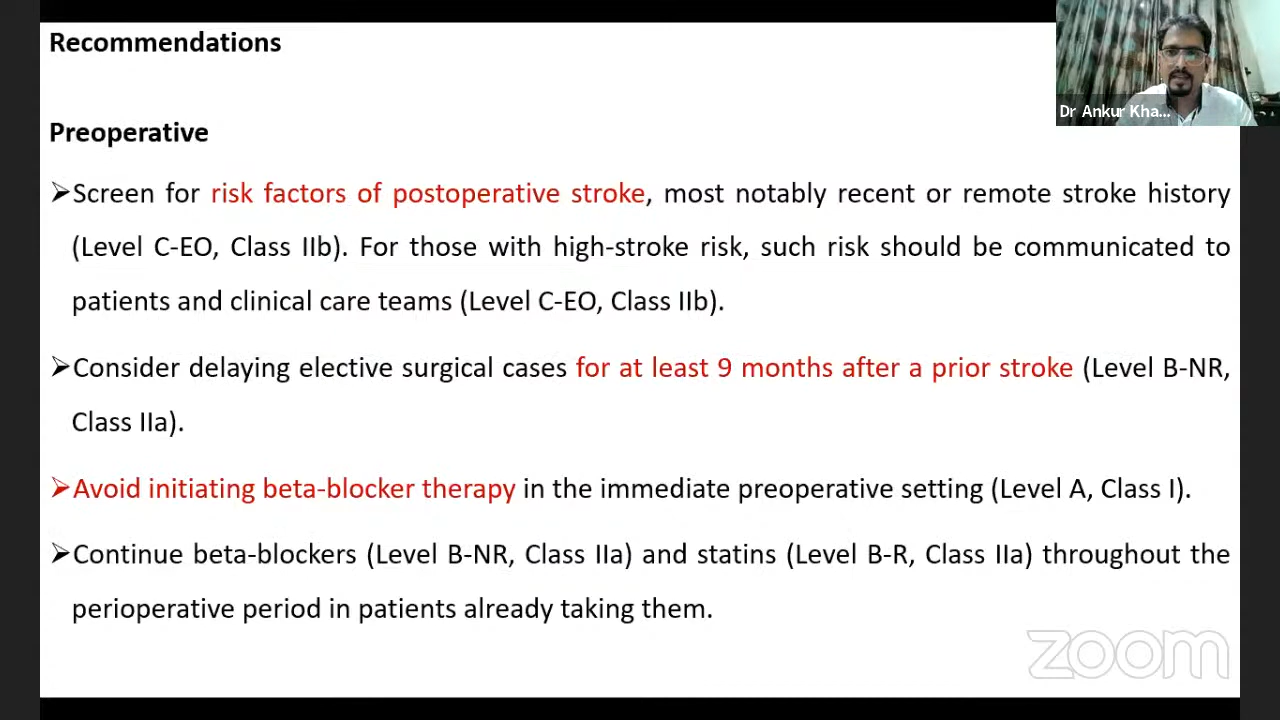 Recommendations
Dr Ankur Kha...
Preoperative
➢Screen for risk factors of postoperative stroke, most notably recent or remote stroke history
(Level C-EO, Class IIb). For those with high-stroke risk, such risk should be communicated to
patients and clinical care teams (Level C-EO, Class IIb).
➢Consider delaying elective surgical cases for at least 9 months after a prior stroke (Level B-NR,
Class IIa).
➢Avoid initiating beta-blocker therapy in the immediate preoperative setting (Level A, Class I).
➢Continue beta-blockers (Level B-NR, Class IIa) and statins (Level B-R, Class IIa) throughout the
perioperative period in patients already taking them.
zoom